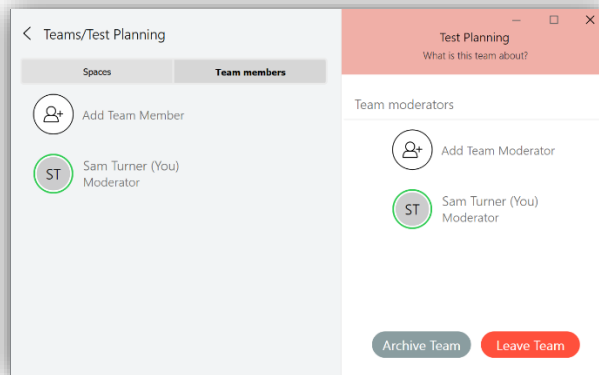 Teams/Test Planning
Spaces
Team members
Add Team Member
ST
Sam Turner (You)
Moderator
Test Planning
What is this team about?
Team moderators
Add Team Moderator
ST
Sam Turner (You)
Moderator
Archive Team
Leave Team